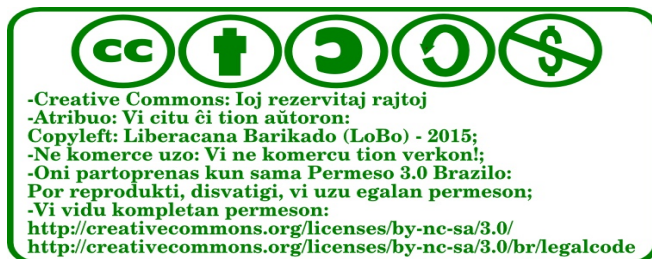 cc
$
-Creative Commons: Ioj rezervitaj rajtoj
-Atribuo: Vi citu ĉi tion aŭtoron:
Copyleft: Liberacana Barikado (LoBo) - 2015;
-Ne komerce uzo: Vi ne komercu tion verkon!;
-Oni partoprenas kun sama Permeso 3.0 Brazilo:
Por reprodukti, disvatigi, vi uzu egalan permeson;
-Vi vidu kompletan permeson:
http://creativecommons.org/licenses/by-nc-sa/3.0/
http://creativecommons.org/licenses/by-nc-sa/3.0/br/legalcode